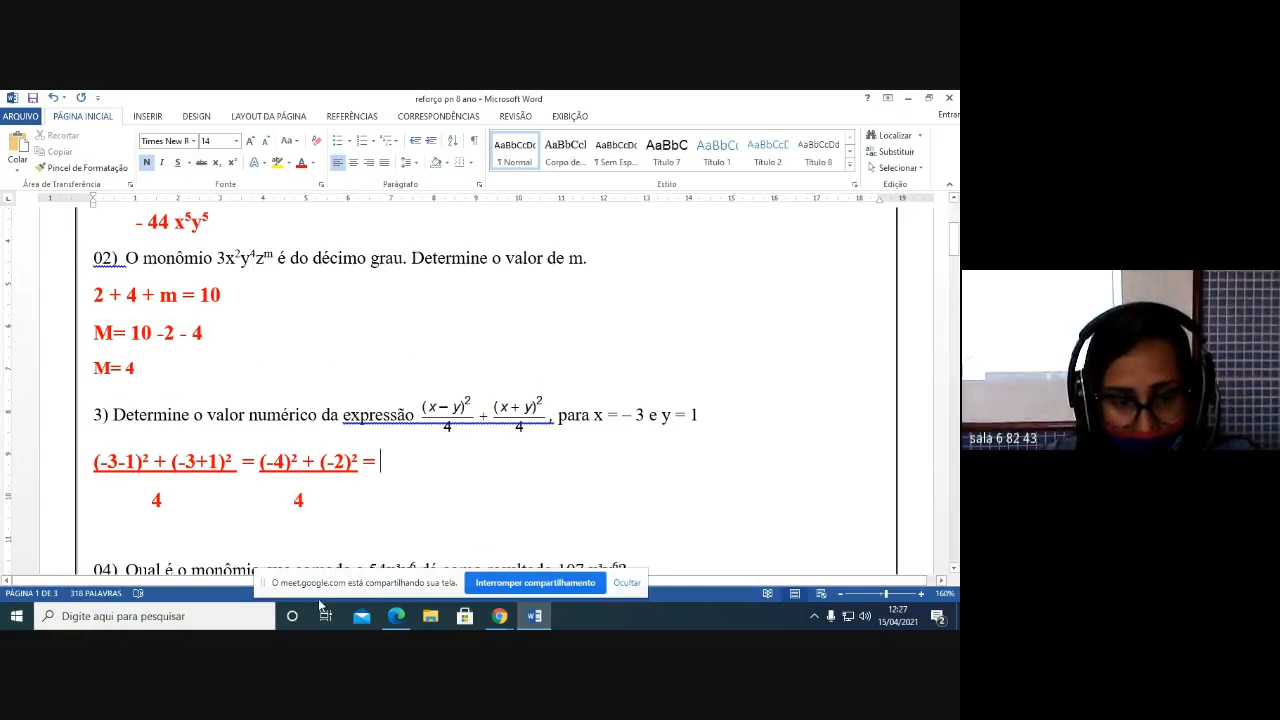 reforço pn 8 ano - Microsoft Word
ARQUIVO PÁGINA INICIAL INSERIR DESIGN LAYOUT DA PÁGINA REFERÊNCIAS CORRESPONDÊNCIAS REVISÃO EXIBIÇÃO Entrar
Colar
Recortar
Copiar
Pincel de Formatação
Área de Transferência
Times New R 14
N I S abc x₂ x²
Fonte
Parágrafo
AaBbCcDc AaBbCcI AaBbCcDc AaBbC AaBbCc AaBbCcI AaBbCcDc
¶ Normal Corpo de... ¶ Sem Esp... Título 7 Título 1 Título 2 Título 8
Estilo
Localizar
Substituir
Selecionar
Edição
- 44 x⁵y⁵
02) O monômio 3x²y⁴zᵐ é do décimo grau. Determine o valor de m.
2 + 4 + m = 10
M= 10 -2 - 4
M= 4
3) Determine o valor numérico da expressão (x – y)²/4 + (x + y)²/4, para x = – 3 e y = 1
(-3-1)² + (-3+1)² = (-4)² + (-2)² =
4 4
04) Qual é o monômio
O meet.google.com está compartilhando sua tela. Interromper compartilhamento Ocultar
PÁGINA 1 DE 3 318 PALAVRAS 160%
Digite aqui para pesquisar
12:27
15/04/2021
2
sala 6 82 43